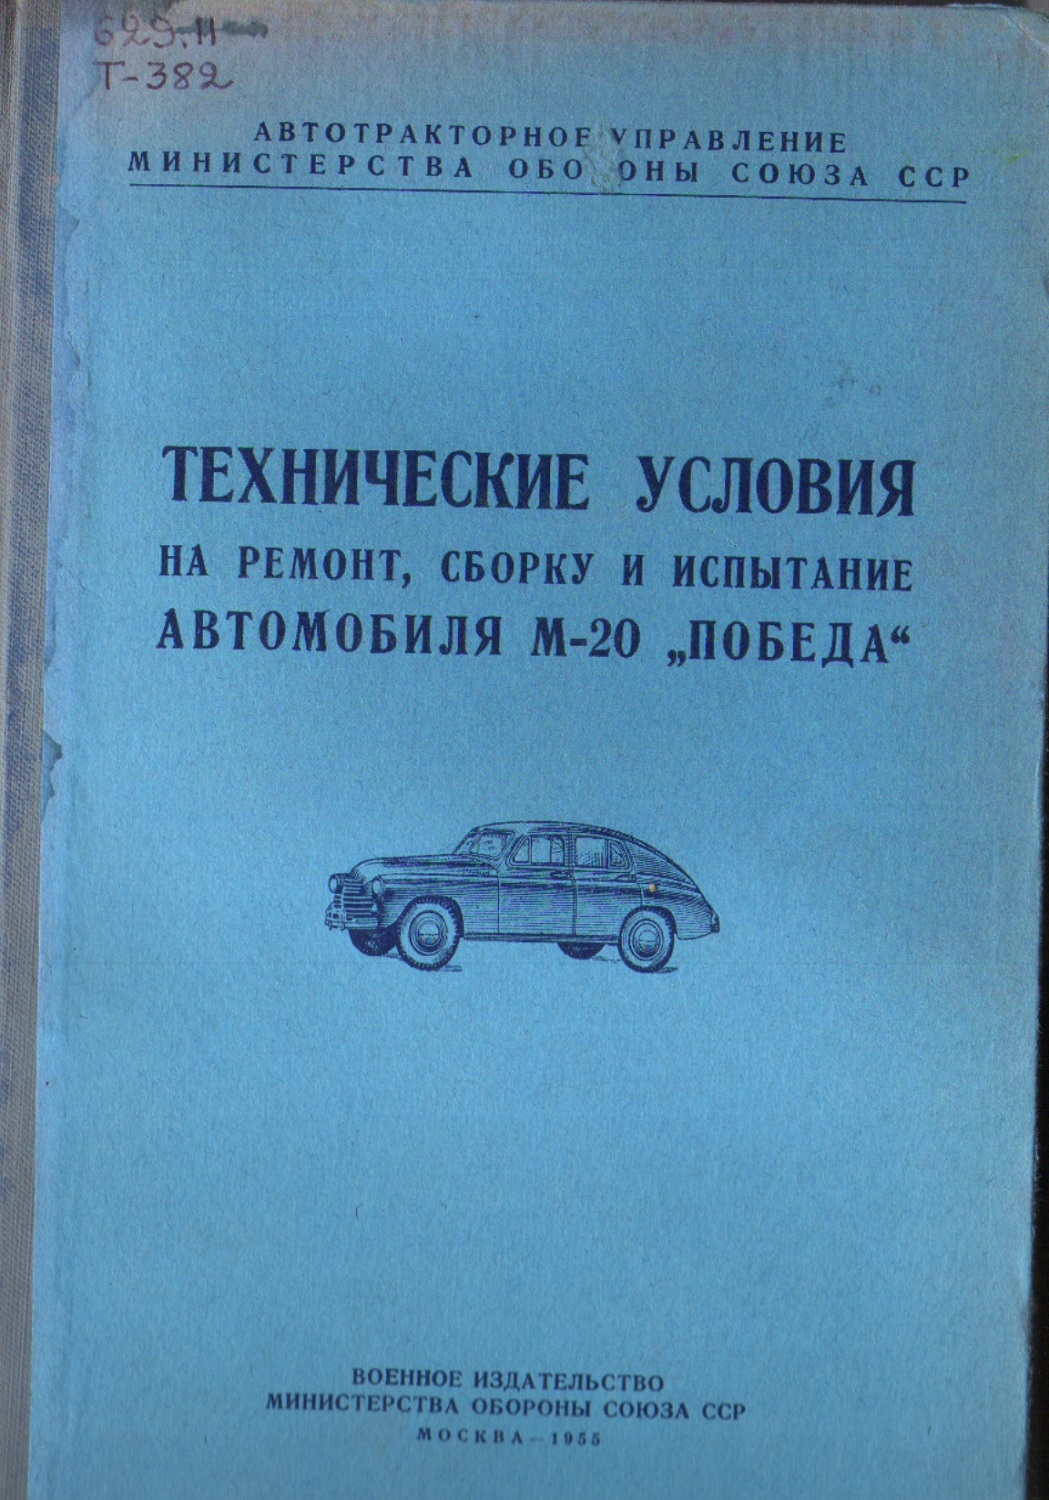 629.11
Т-382
АВТОТРАКТОРНОЕ УПРАВЛЕНИЕ
МИНИСТЕРСТВА ОБОРОНЫ СОЮЗА ССР
ТЕХНИЧЕСКИЕ УСЛОВИЯ
НА РЕМОНТ, СБОРКУ И ИСПЫТАНИЕ
АВТОМОБИЛЯ М-20 „ПОБЕДА“
ВОЕННОЕ ИЗДАТЕЛЬСТВО
МИНИСТЕРСТВА ОБОРОНЫ СОЮЗА ССР
МОСКВА—1955